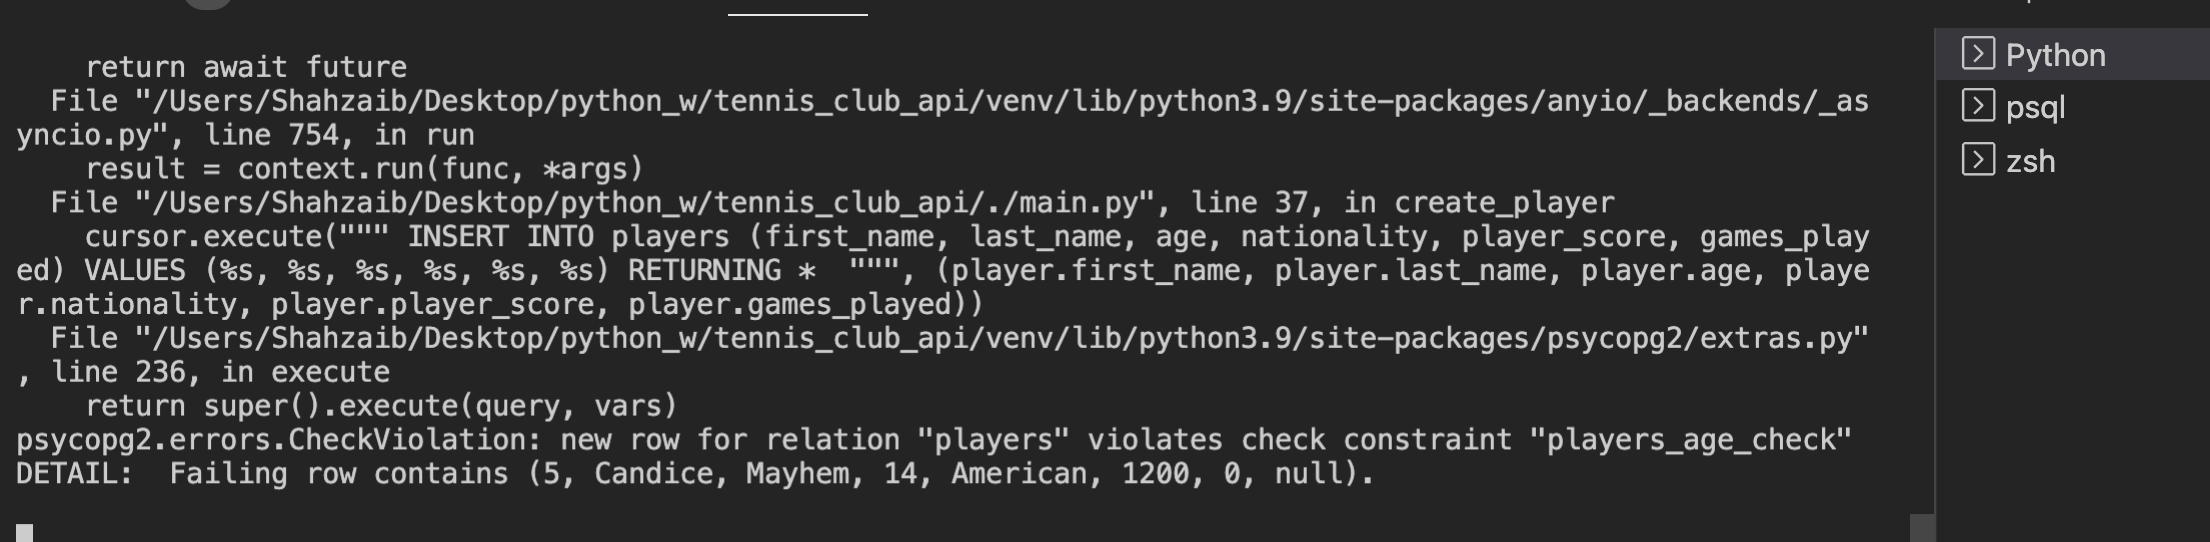 return await future
  File "/Users/Shahzaib/Desktop/python_w/tennis_club_api/venv/lib/python3.9/site-packages/anyio/_backends/_as
yncio.py", line 754, in run
    result = context.run(func, *args)
  File "/Users/Shahzaib/Desktop/python_w/tennis_club_api/./main.py", line 37, in create_player
    cursor.execute(""" INSERT INTO players (first_name, last_name, age, nationality, player_score, games_play
ed) VALUES (%s, %s, %s, %s, %s, %s) RETURNING *  """, (player.first_name, player.last_name, player.age, playe
r.nationality, player.player_score, player.games_played))
  File "/Users/Shahzaib/Desktop/python_w/tennis_club_api/venv/lib/python3.9/site-packages/psycopg2/extras.py"
, line 236, in execute
    return super().execute(query, vars)
psycopg2.errors.CheckViolation: new row for relation "players" violates check constraint "players_age_check"
DETAIL:  Failing row contains (5, Candice, Mayhem, 14, American, 1200, 0, null).
Python
psql
zsh